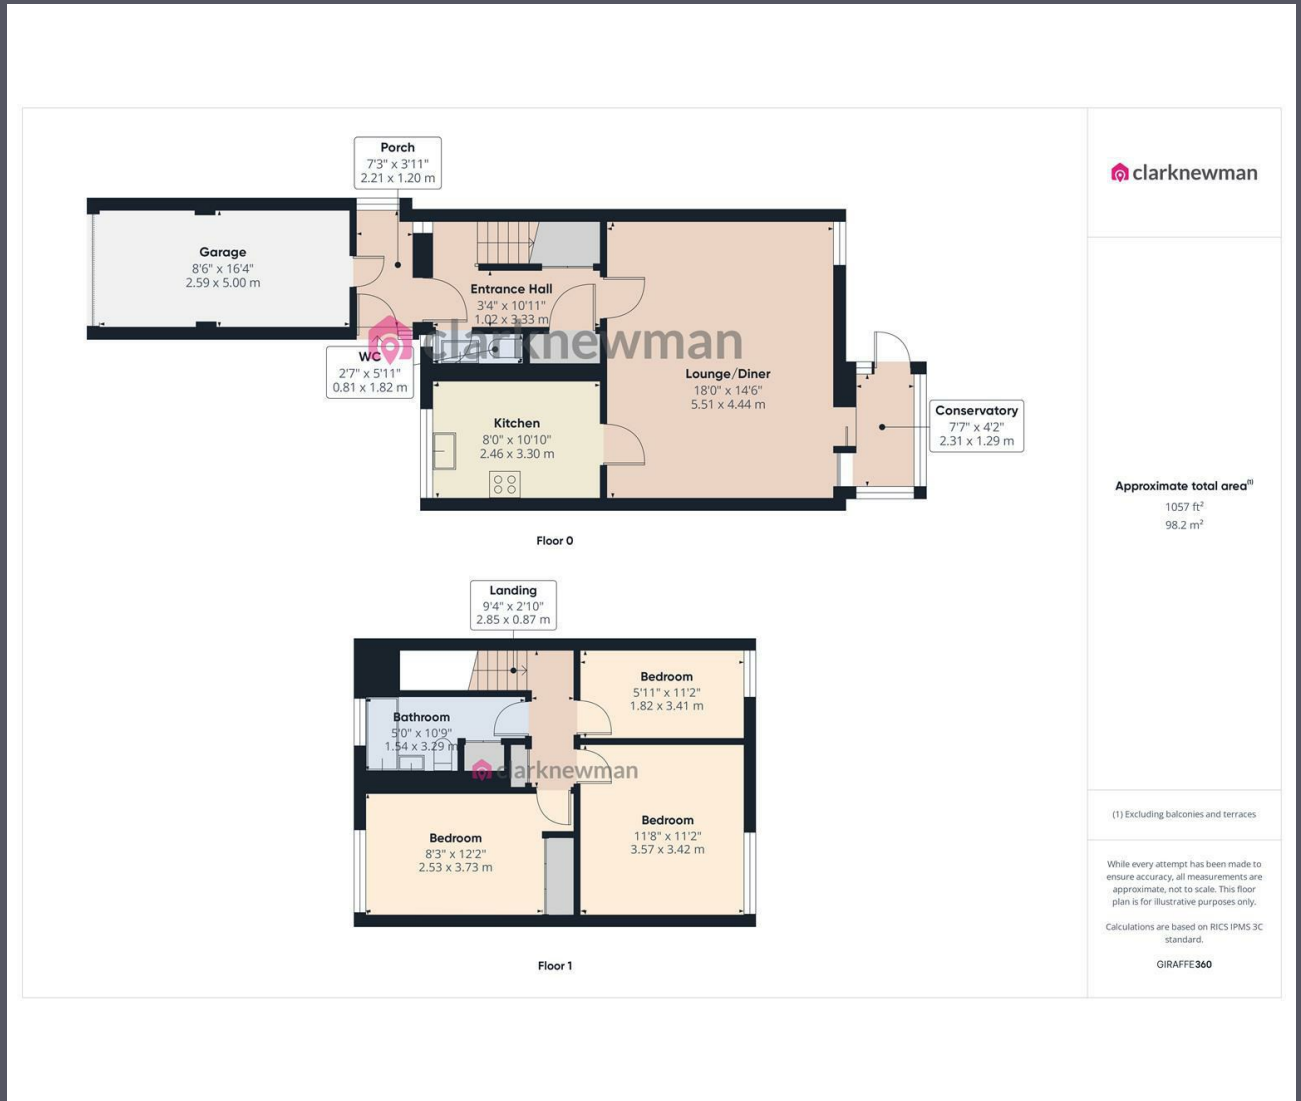 Porch
7'3" x 3'11"
2.21 x 1.20 m
clarknewman
Garage
8'6" x 16'4"
2.59 x 5.00 m
Entrance Hall
3'4" x 10'11"
1.02 x 3.33 m
clarknewman
WC
2'7" x 5'11"
0.81 x 1.82 m
Lounge/Diner
18'0" x 14'6"
5.51 x 4.44 m
Kitchen
8'0" x 10'10"
2.46 x 3.30 m
Conservatory
7'7" x 4'2"
2.31 x 1.29 m
Floor 0
Approximate total area(1)
1057 ft²
98.2 m²
Landing
9'4" x 2'10"
2.85 x 0.87 m
Bedroom
5'11" x 11'2"
1.82 x 3.41 m
Bathroom
5'0" x 10'9"
1.54 x 3.29 m
clarknewman
Bedroom
8'3" x 12'2"
2.53 x 3.73 m
Bedroom
11'8" x 11'2"
3.57 x 3.42 m
Floor 1
(1) Excluding balconies and terraces
While every attempt has been made to
ensure accuracy, all measurements are
approximate, not to scale. This floor
plan is for illustrative purposes only.
Calculations are based on RICS IPMS 3C
standard.
GIRAFFE360